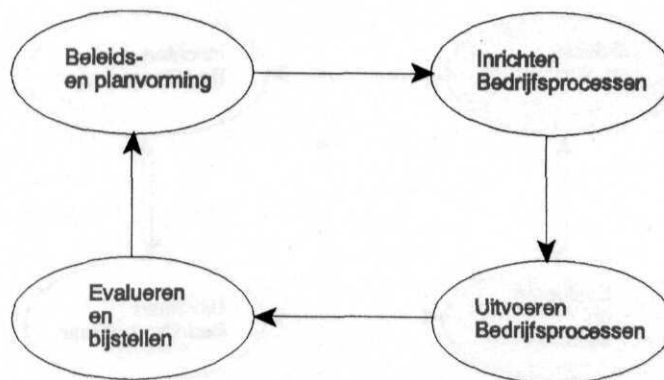 Beleids-
en planvorming
Inrichten
Bedrijfsprocessen
Evalueren
en
bijstellen
Uitvoeren
Bedrijfsprocessen